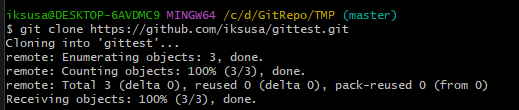 iksusa@DESKTOP-6AVDMC9 MINGW64 /c/d/GitRepo/TMP (master)
$ git clone https://github.com/iksusa/gittest.git
Cloning into 'gittest'...
remote: Enumerating objects: 3, done.
remote: Counting objects: 100% (3/3), done.
remote: Total 3 (delta 0), reused 0 (delta 0), pack-reused 0 (from 0)
Receiving objects: 100% (3/3), done.